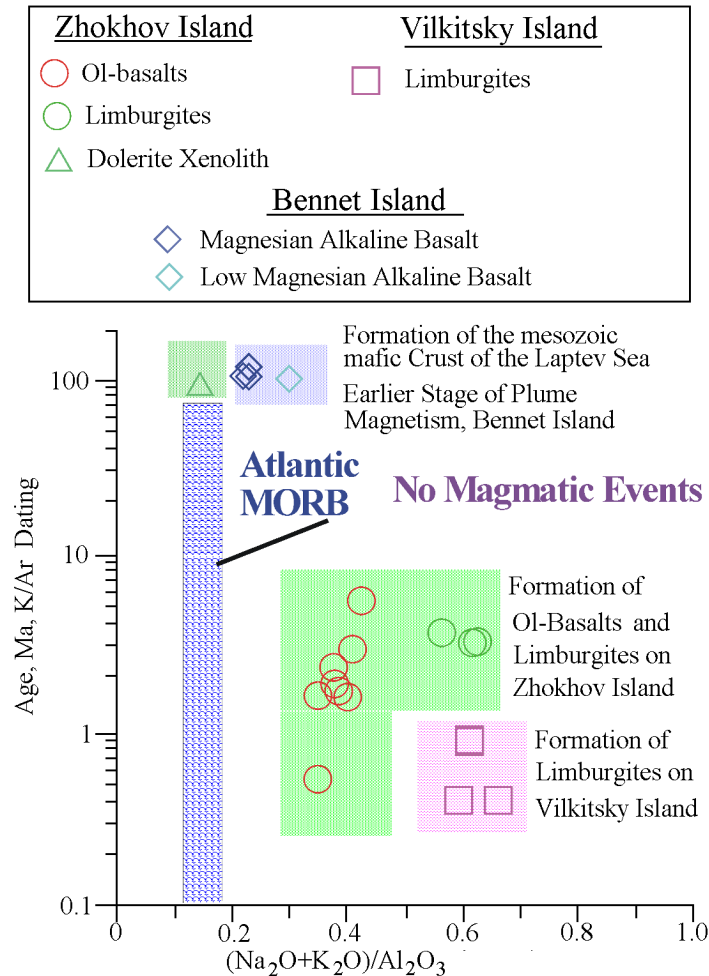 Zhokhov Island
Vilkitsky Island
Ol-basalts
Limburgites
Limburgites
Dolerite Xenolith
Bennet Island
Magnesian Alkaline Basalt
Low Magnesian Alkaline Basalt
Formation of the mesozoic
mafic Crust of the Laptev Sea
Earlier Stage of Plume
Magnetism, Bennet Island
Atlantic
MORB
No Magmatic Events
Formation of
Ol-Basalts and
Limburgites on
Zhokhov Island
Formation of
Limburgites on
Vilkitsky Island
Age, Ma, K/Ar Dating
100
10
1
0.1
0
0.2
0.4
0.6
0.8
1.0
(Na₂O+K₂O)/Al₂O₃